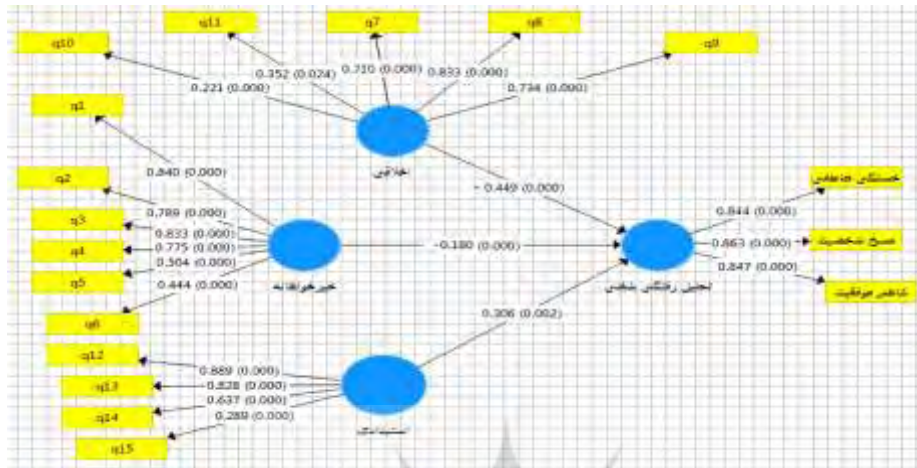 q11
q7
q8
q9
q10
0.352 (0.024)
0.710 (0.000)
0.833 (0.000)
0.221 (0.000)
0.734 (0.000)
q1
اخلاقی
0.840 (0.000)
- 0.449 (0.000)
q2
خستگی عاطفی
0.789 (0.000)
0.844 (0.000)
q3
0.833 (0.000)
-0.180 (0.000)
0.863 (0.000)
مسخ شخصیت
q4
0.775 (0.000)
q5
0.504 (0.000)
0.847 (0.000)
0.444 (0.000)
خیرخواهانه
تحلیل رفتگی شغلی
موفقیت
q6
0.306 (0.002)
q12
0.889 (0.000)
q13
0.828 (0.000)
q14
0.637 (0.000)
0.289 (0.000)
q15